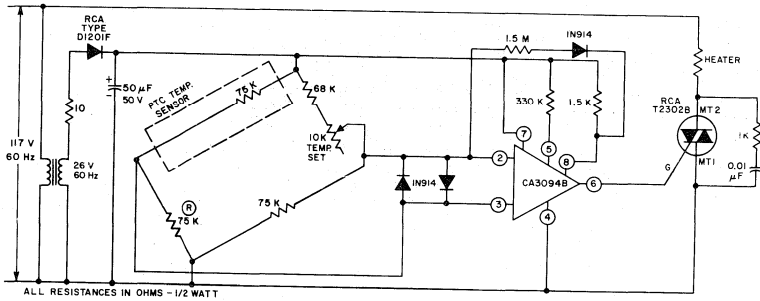 RCA
TYPE
D1201F
+
-
50 µF
50 V
10
117 V
60 Hz
26 V
60 Hz
PTC TEMP.
SENSOR
75 K
68 K
10K
TEMP.
SET
R
75 K
75 K
1N914
1.5 M
1N914
330 K
1.5 K
7
5
8
2
3
4
6
CA3094B
HEATER
RCA
T2302B
MT2
MT1
G
1K
0.01
µF
ALL RESISTANCES IN OHMS - 1/2 WATT